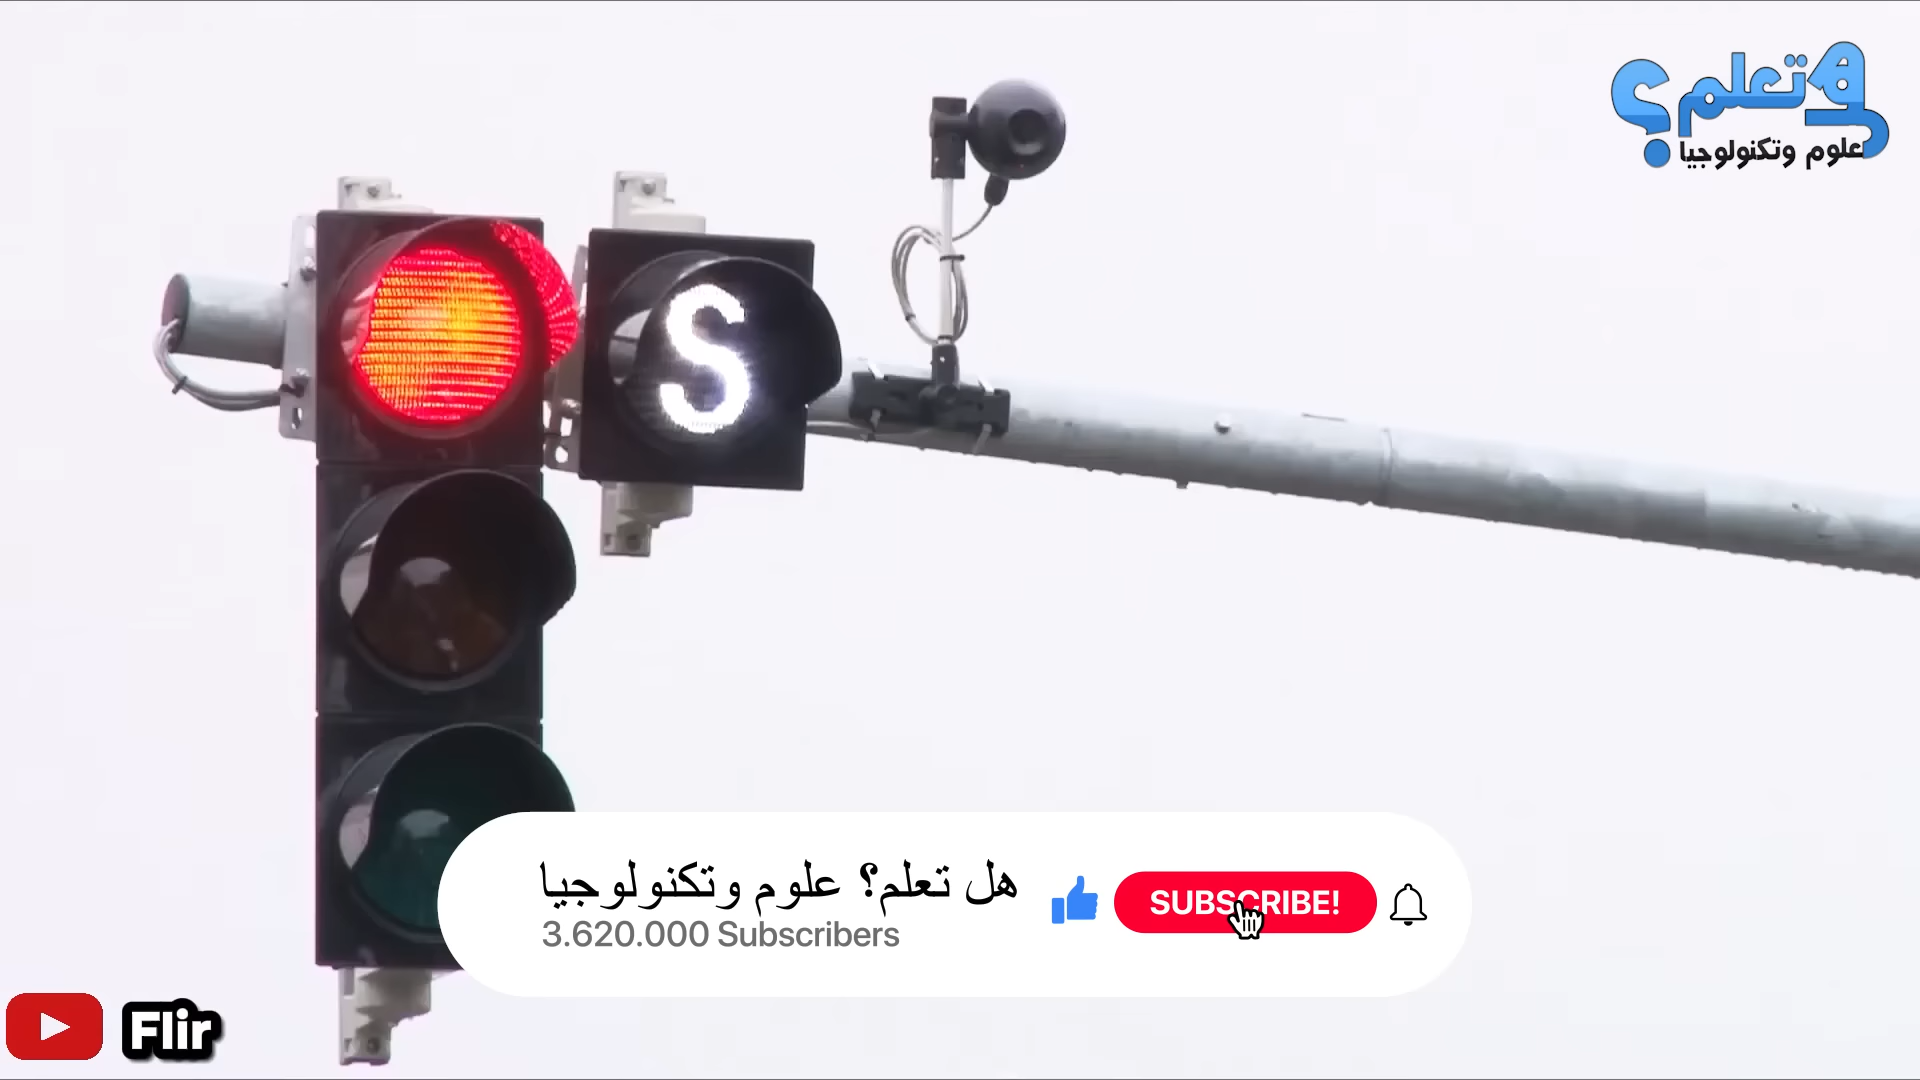 هل تعلم؟
علوم وتكنولوجيا
S
هل تعلم؟ علوم وتكنولوجيا
3.620.000 Subscribers
SUBSCRIBE!
Flir